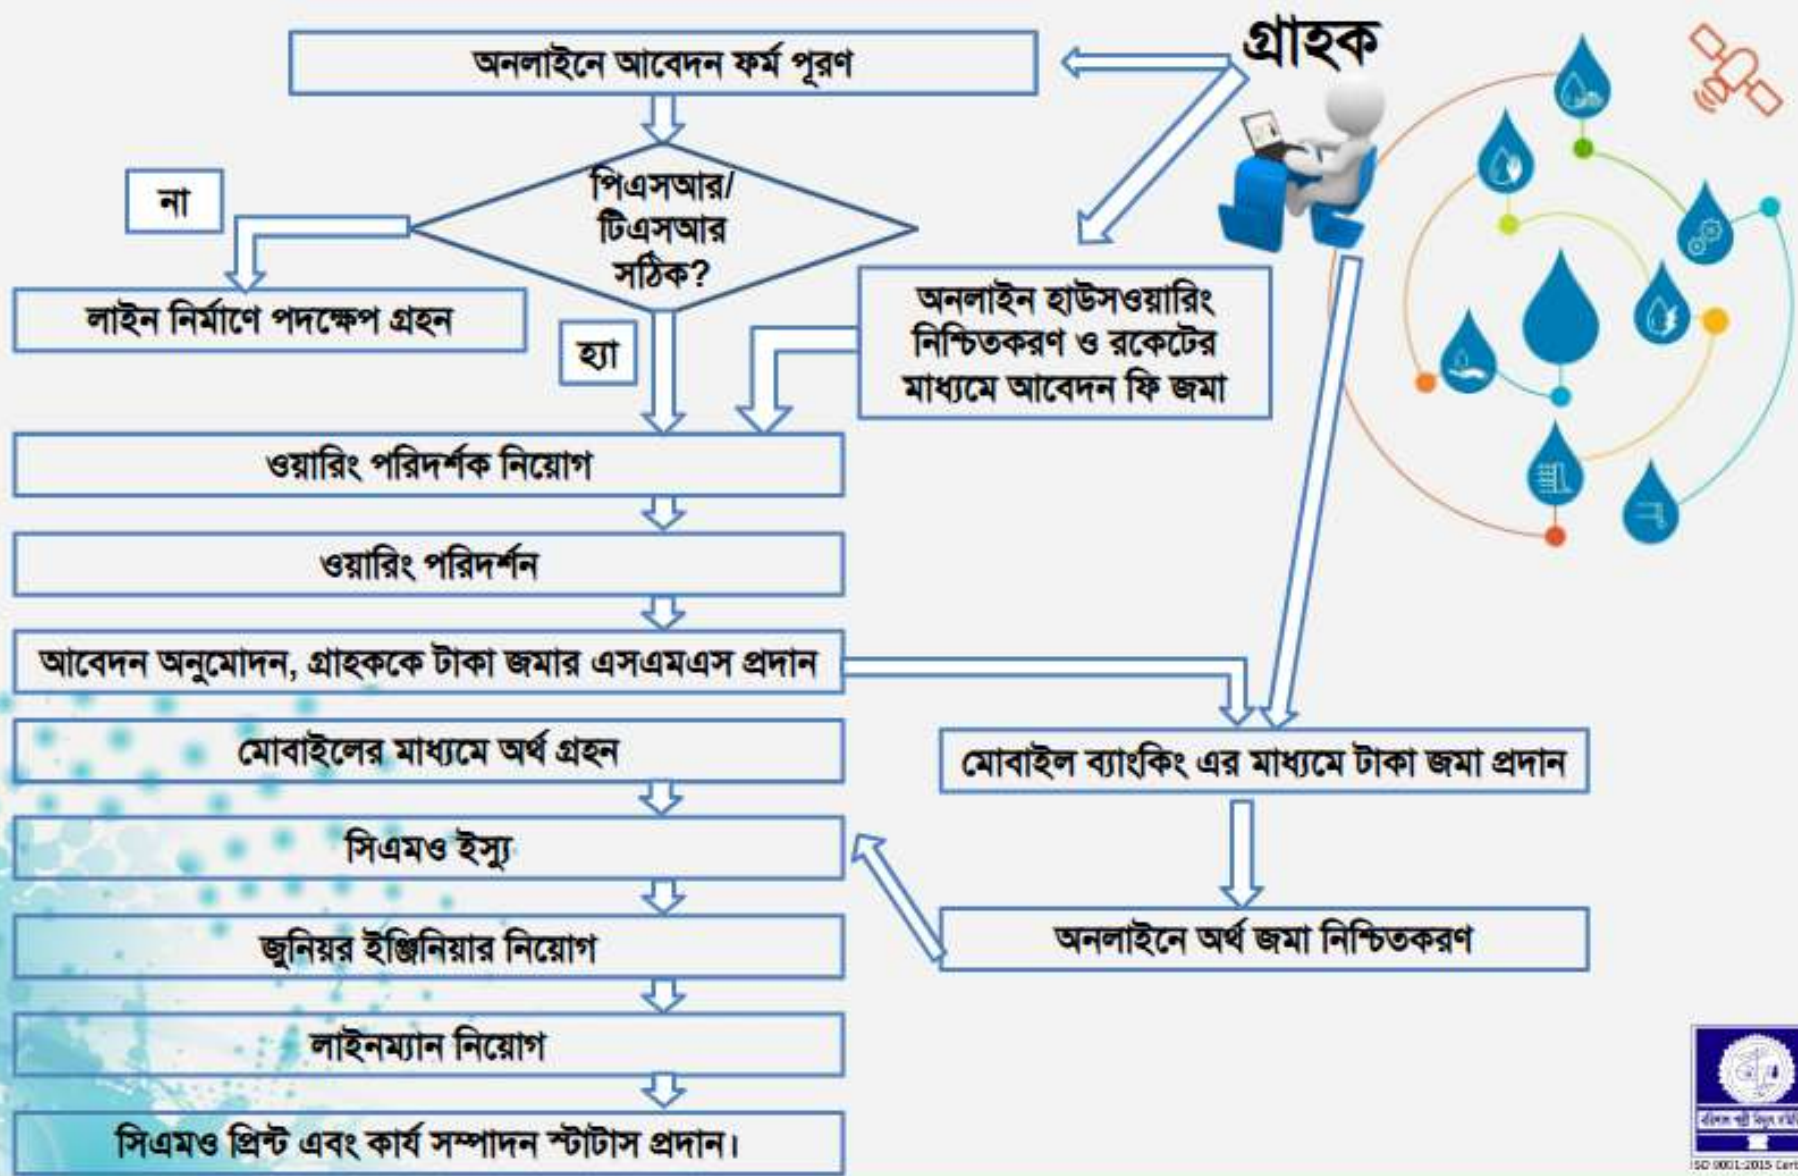 গ্রাহক
অনলাইনে আবেদন ফর্ম পূরণ
পিএসআর/
টিএসআর
সঠিক?
না
লাইন নির্মাণে পদক্ষেপ গ্রহন
হ্যা
অনলাইন হাউসওয়ারিং
নিশ্চিতকরণ ও রকেটের
মাধ্যমে আবেদন ফি জমা
ওয়ারিং পরিদর্শক নিয়োগ
ওয়ারিং পরিদর্শন
আবেদন অনুমোদন, গ্রাহককে টাকা জমার এসএমএস প্রদান
মোবাইলের মাধ্যমে অর্থ গ্রহন
মোবাইল ব্যাংকিং এর মাধ্যমে টাকা জমা প্রদান
সিএমও ইস্যু
জুনিয়র ইঞ্জিনিয়ার নিয়োগ
অনলাইনে অর্থ জমা নিশ্চিতকরণ
লাইনম্যান নিয়োগ
সিএমও প্রিন্ট এবং কার্য সম্পাদন স্টাটাস প্রদান।
9001:2015